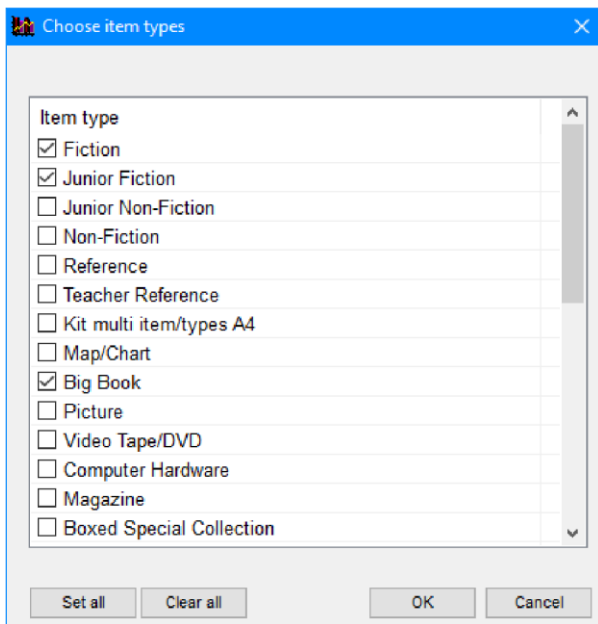 Choose item types
Item type
Fiction
Junior Fiction
Junior Non-Fiction
Non-Fiction
Reference
Teacher Reference
Kit multi item/types A4
Map/Chart
Big Book
Picture
Video Tape/DVD
Computer Hardware
Magazine
Boxed Special Collection
Set all Clear all OK Cancel